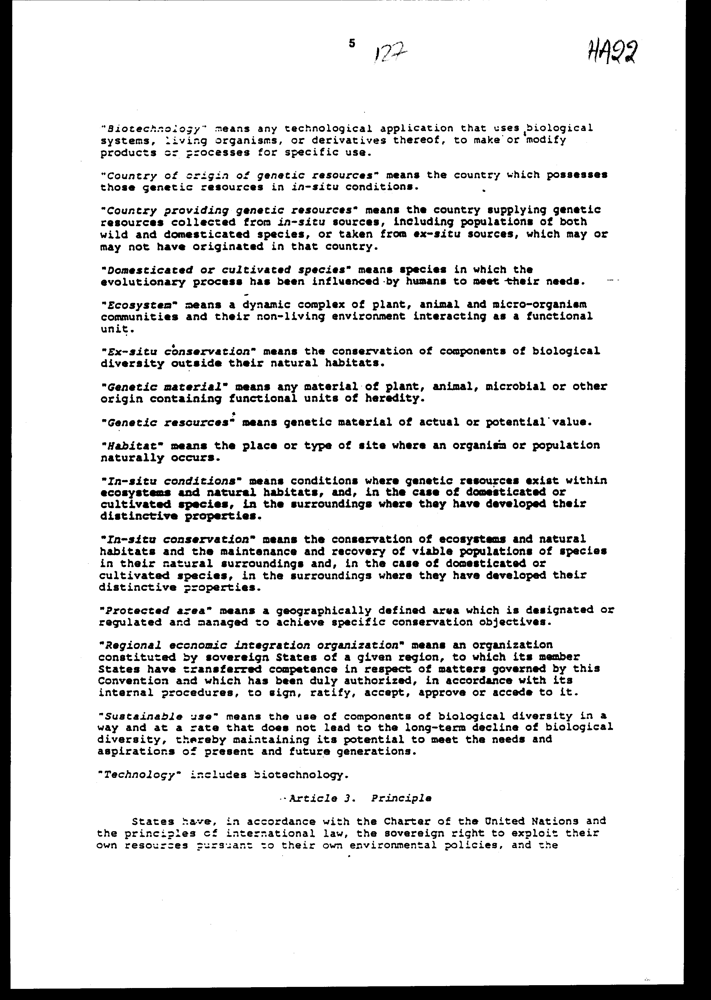 5
127
HA22
"Biotechnology" means any technological application that uses biological
systems, living organisms, or derivatives thereof, to make or modify
products or processes for specific use.
"Country of origin of genetic resources" means the country which possesses
those genetic resources in in-situ conditions.
"Country providing genetic resources" means the country supplying genetic
resources collected from in-situ sources, including populations of both
wild and domesticated species, or taken from ex-situ sources, which may or
may not have originated in that country.
"Domesticated or cultivated species" means species in which the
evolutionary process has been influenced by humans to meet their needs.
"Ecosystem" means a dynamic complex of plant, animal and micro-organism
communities and their non-living environment interacting as a functional
unit.
"Ex-situ conservation" means the conservation of components of biological
diversity outside their natural habitats.
"Genetic material" means any material of plant, animal, microbial or other
origin containing functional units of heredity.
"Genetic resources" means genetic material of actual or potential value.
"Habitat" means the place or type of site where an organism or population
naturally occurs.
"In-situ conditions" means conditions where genetic resources exist within
ecosystems and natural habitats, and, in the case of domesticated or
cultivated species, in the surroundings where they have developed their
distinctive properties.
"In-situ conservation" means the conservation of ecosystems and natural
habitats and the maintenance and recovery of viable populations of species
in their natural surroundings and, in the case of domesticated or
cultivated species, in the surroundings where they have developed their
distinctive properties.
"Protected area" means a geographically defined area which is designated or
regulated and managed to achieve specific conservation objectives.
"Regional economic integration organization" means an organization
constituted by sovereign States of a given region, to which its member
States have transferred competence in respect of matters governed by this
Convention and which has been duly authorized, in accordance with its
internal procedures, to sign, ratify, accept, approve or accede to it.
"Sustainable use" means the use of components of biological diversity in a
way and at a rate that does not lead to the long-term decline of biological
diversity, thereby maintaining its potential to meet the needs and
aspirations of present and future generations.
"Technology" includes biotechnology.
Article 3. Principle
States have, in accordance with the Charter of the United Nations and
the principles of international law, the sovereign right to exploit their
own resources pursuant to their own environmental policies, and the